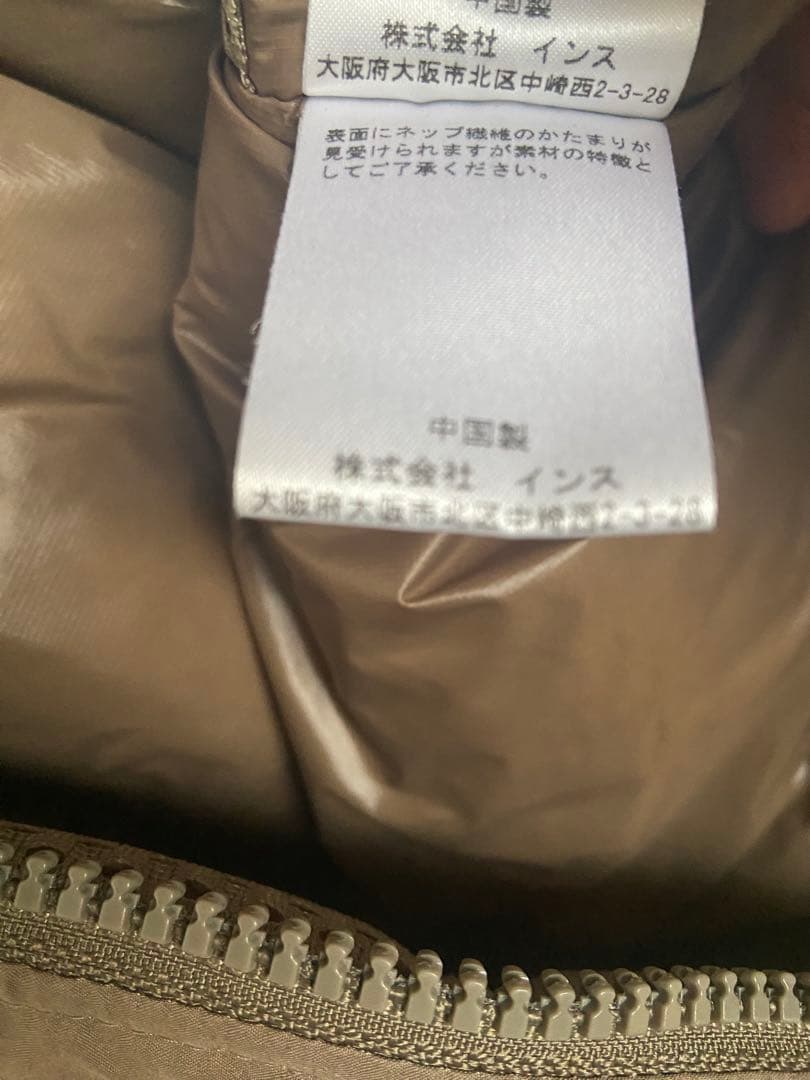 中国製
株式会社 インス
大阪府大阪市北区中崎西2-3-28
表面にネップ繊維のかたまりが
見受けられますが素材の特徴と
してご了承ください。
中国製
株式会社 インス
大阪府大阪市北区中崎西2-3-28